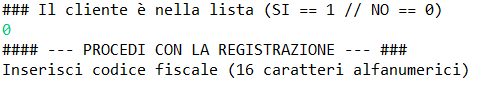 ### Il cliente è nella lista (SI == 1 // NO == 0)
0
#### --- PROCEDI CON LA REGISTRAZIONE --- ###
Inserisci codice fiscale (16 caratteri alfanumerici)